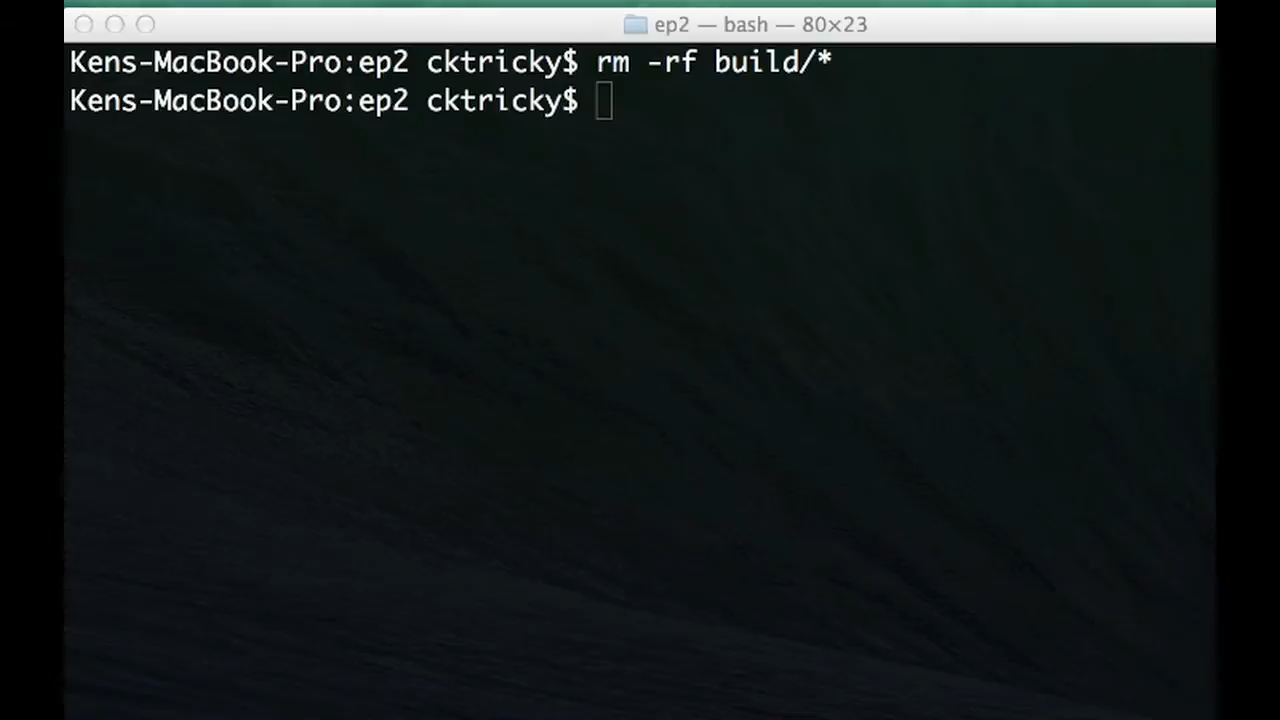 ep2 — bash — 80×23
Kens-MacBook-Pro:ep2 cktricky$ rm -rf build/*
Kens-MacBook-Pro:ep2 cktricky$